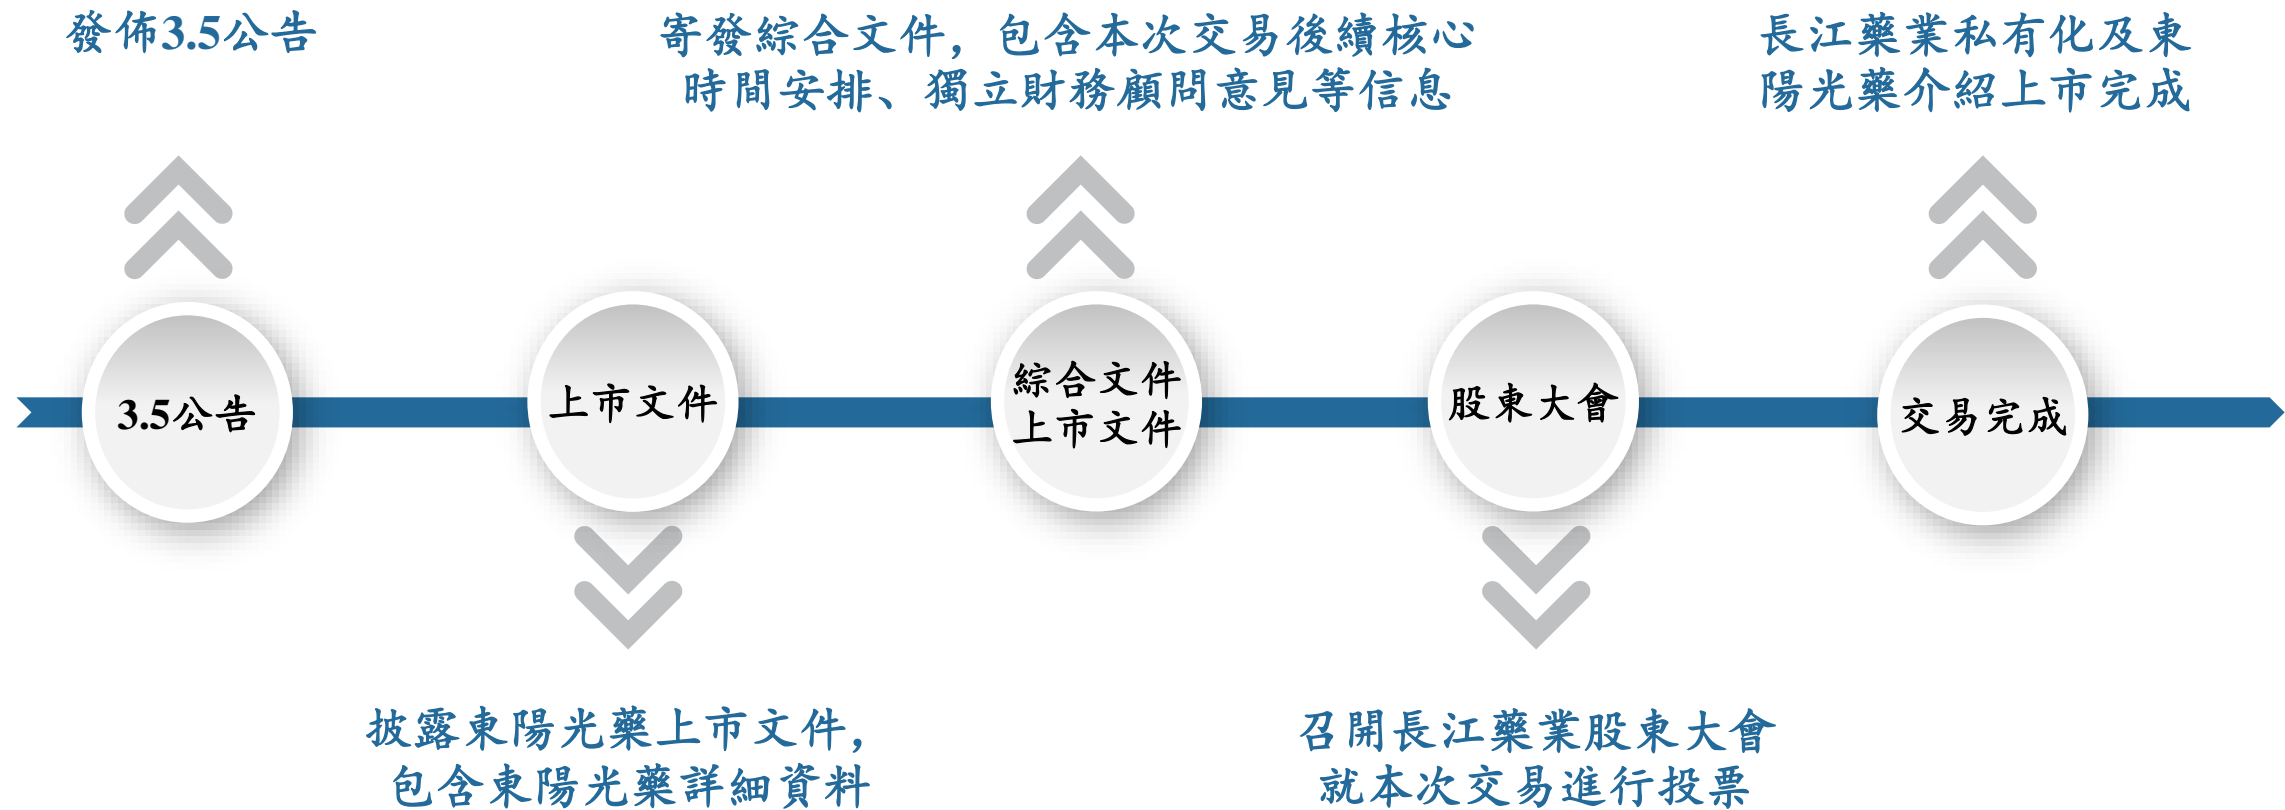 發佈3.5公告
寄發綜合文件，包含本次交易後續核心
時間安排、獨立財務顧問意見等信息
長江藥業私有化及東
陽光藥介紹上市完成
3.5公告
上市文件
綜合文件
上市文件
股東大會
交易完成
披露東陽光藥上市文件，
包含東陽光藥詳細資料
召開長江藥業股東大會
就本次交易進行投票